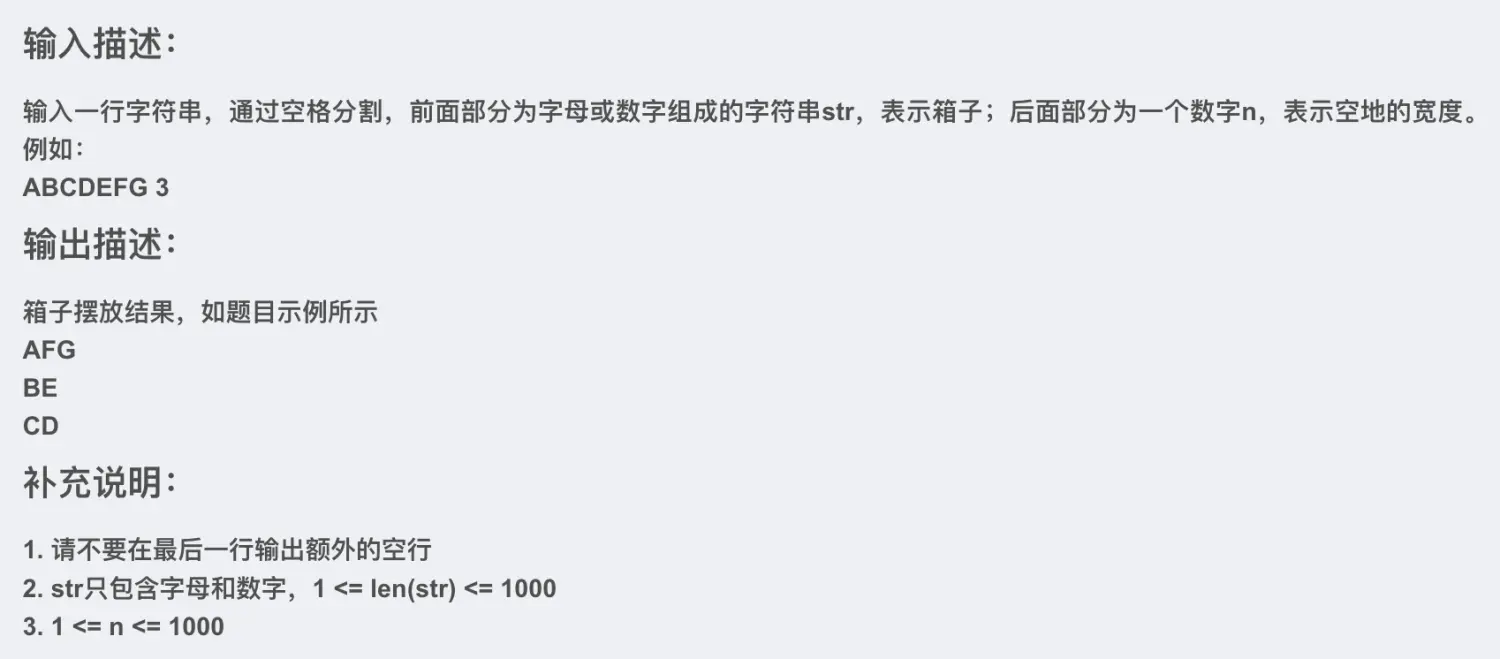 输入描述：
输入一行字符串，通过空格分割，前面部分为字母或数字组成的字符串str，表示箱子；后面部分为一个数字n，表示空地的宽度。
例如：
ABCDEFG 3
输出描述：
箱子摆放结果，如题目示例所示
AFG
BE
CD
补充说明：
1. 请不要在最后一行输出额外的空行
2. str只包含字母和数字，1 <= len(str) <= 1000
3. 1 <= n <= 1000